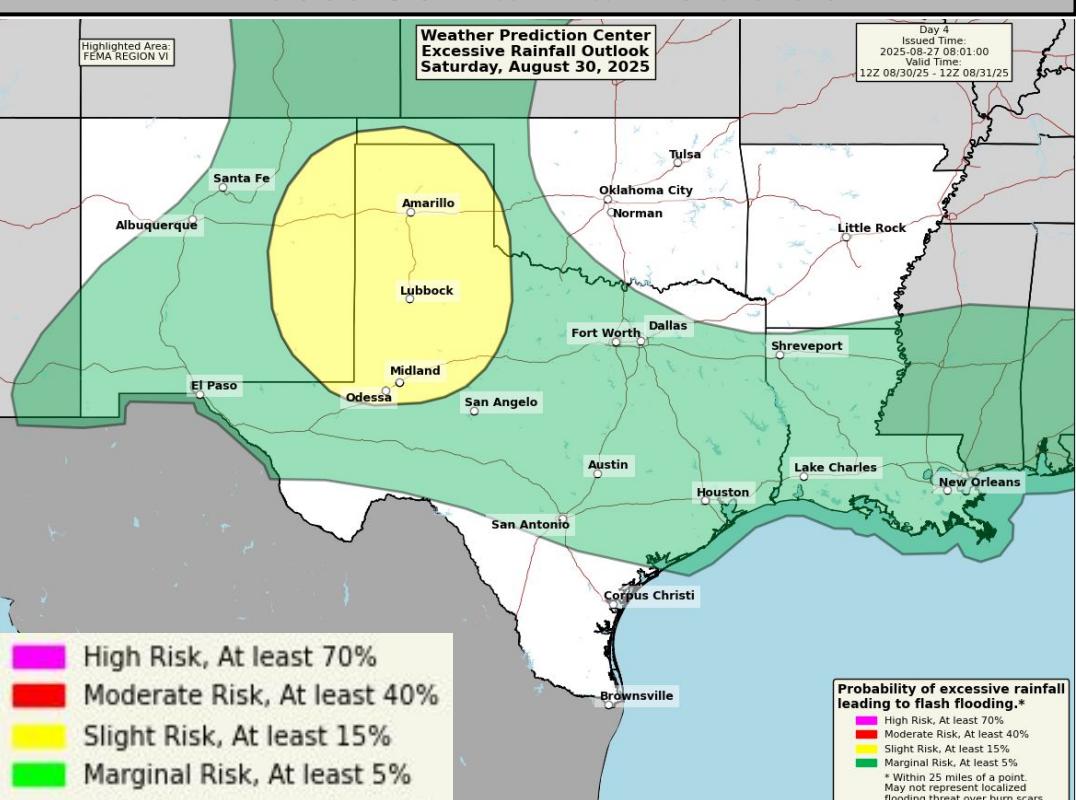 Weather Prediction Center
Excessive Rainfall Outlook
Saturday, August 30, 2025
Highlighted Area:
FEMA REGION VI
Day 4
Issued Time:
2025-08-27 08:01:00
Valid Time:
12Z 08/30/25 - 12Z 08/31/25
Tulsa
Santa Fe
Oklahoma City
Amarillo
Norman
Albuquerque
Little Rock
Lubbock
Dallas
Fort Worth
Shreveport
Midland
El Paso
Odessa
San Angelo
Austin
Lake Charles
New Orleans
Houston
San Antonio
Corpus Christi
Brownsville
High Risk, At least 70%
Moderate Risk, At least 40%
Slight Risk, At least 15%
Marginal Risk, At least 5%
Probability of excessive rainfall
leading to flash flooding.*
High Risk, At least 70%
Moderate Risk, At least 40%
Slight Risk, At least 15%
Marginal Risk, At least 5%
* Within 25 miles of a point.
May not represent localized
flooding threat over burn scars